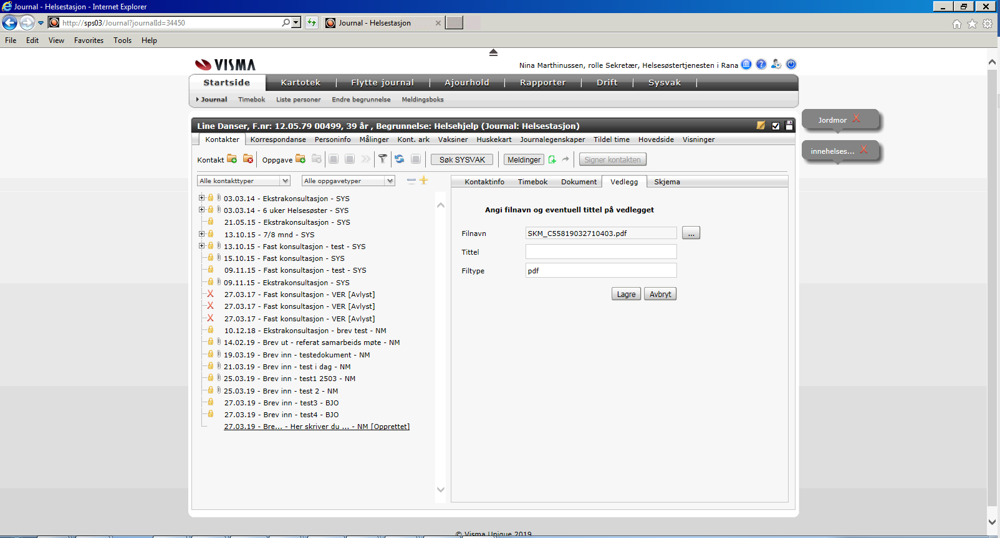 Journal - Helsestasjon - Internet Explorer
http://sps03/Journal?journalId=34450
Journal - Helsestasjon
File Edit View Favorites Tools Help
VISMA
Nina Marthinussen, rolle Sekretær, Helsesøstertjenesten i Rana
Startside Kartotek Flytte journal Ajourhold Rapporter Drift Sysvak
Journal Timebok Liste personer Endre begrunnelse Meldingsboks
Jordmor
innehelses...
Line Danser, F.nr: 12.05.79 00499, 39 år , Begrunnelse: Helsehjelp (Journal: Helsestasjon)
Kontakter Korrespondanse Personinfo Målinger Kont. ark Vaksiner Huskekart Journalegenskaper Tildel time Hovedside Visninger
Kontakt Oppgave Søk SYSVAK Meldinger Signer kontakten
Alle kontakttyper Alle oppgavetyper
Kontaktinfo Timebok Dokument Vedlegg Skjema
03.03.14 - Ekstrakonsultasjon - SYS
03.03.14 - 6 uker Helsesøster - SYS
21.05.15 - Ekstrakonsultasjon - SYS
13.10.15 - 7/8 mnd - SYS
13.10.15 - Fast konsultasjon - test - SYS
15.10.15 - Fast konsultasjon - SYS
09.11.15 - Fast konsultasjon - test - SYS
09.11.15 - Ekstrakonsultasjon - SYS
27.03.17 - Fast konsultasjon - VER [Avlyst]
27.03.17 - Fast konsultasjon - VER [Avlyst]
27.03.17 - Fast konsultasjon - VER [Avlyst]
10.12.18 - Ekstrakonsultasjon - brev test - NM
14.02.19 - Brev ut - referat samarbeids møte - NM
19.03.19 - Brev inn - testedokument - NM
21.03.19 - Brev inn - test i dag - NM
25.03.19 - Brev inn - test1 2503 - NM
25.03.19 - Brev inn - test 2 - NM
27.03.19 - Brev inn - test3 - BJO
27.03.19 - Brev inn - test4 - BJO
27.03.19 - Bre... - Her skriver du ... - NM [Opprettet]
Angi filnavn og eventuell tittel på vedlegget
Filnavn SKM_C55819032710403.pdf ...
Tittel
Filtype pdf
Lagre Avbryt
© Visma Unique 2019